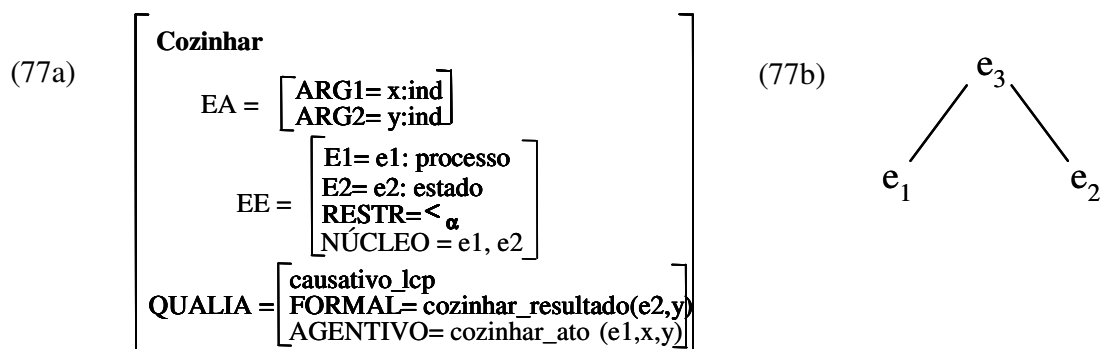 (77a)
Cozinhar
EA = ARG1= x:ind
ARG2= y:ind
EE = E1= e1: processo
E2= e2: estado
RESTR=<α
NÚCLEO = e1, e2
QUALIA = causativo_lcp
FORMAL= cozinhar_resultado(e2,y)
AGENTIVO= cozinhar_ato (e1,x,y)
(77b)
e3
e1 e2